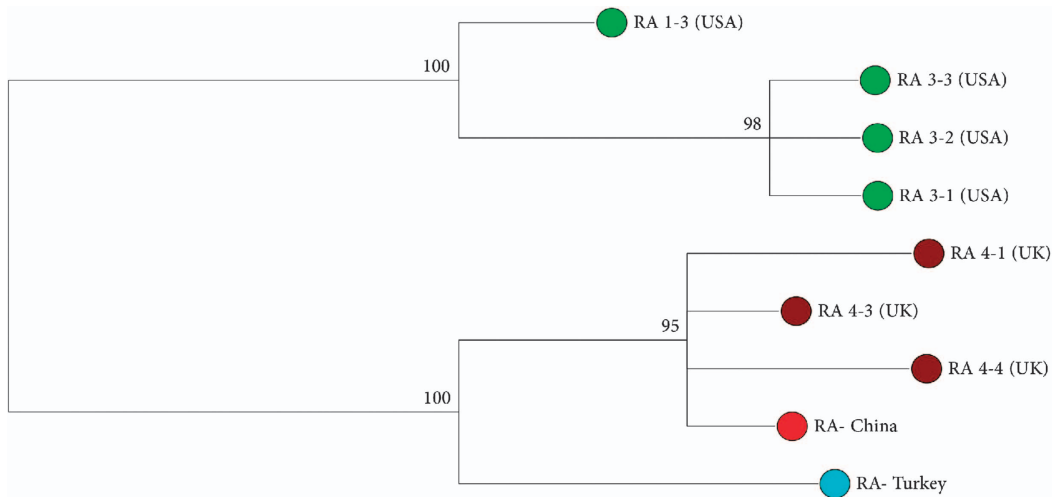 RA 1-3 (USA)
100
RA 3-3 (USA)
98
RA 3-2 (USA)
RA 3-1 (USA)
RA 4-1 (UK)
RA 4-3 (UK)
95
RA 4-4 (UK)
100
RA- China
RA- Turkey